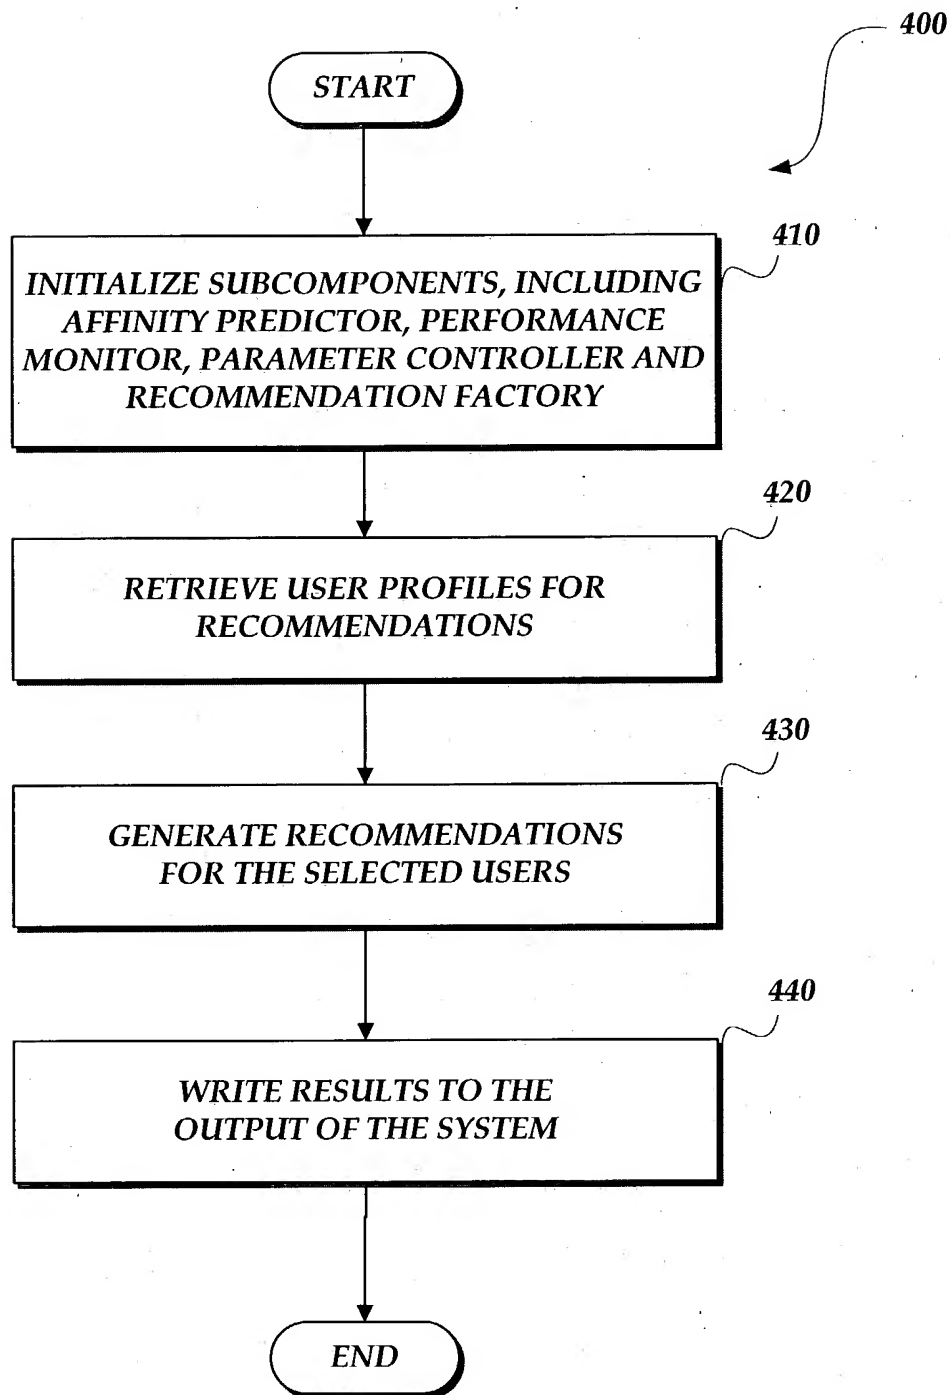 400
START
410
INITIALIZE SUBCOMPONENTS, INCLUDING
AFFINITY PREDICTOR, PERFORMANCE
MONITOR, PARAMETER CONTROLLER AND
RECOMMENDATION FACTORY
420
RETRIEVE USER PROFILES FOR
RECOMMENDATIONS
430
GENERATE RECOMMENDATIONS
FOR THE SELECTED USERS
440
WRITE RESULTS TO THE
OUTPUT OF THE SYSTEM
END